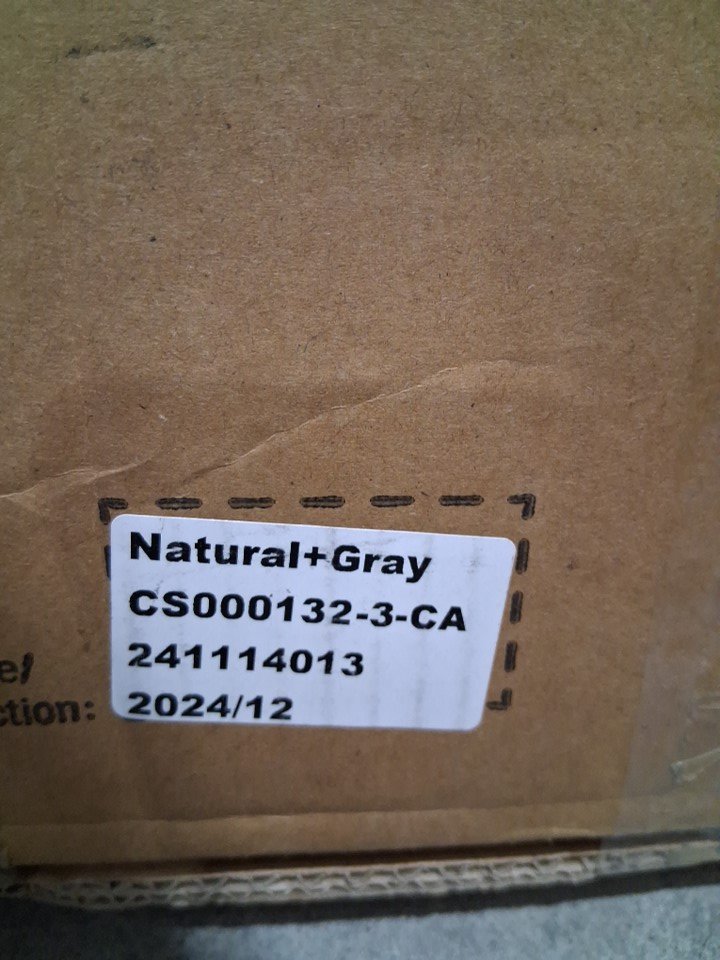 Natural+Gray
CS000132-3-CA
241114013
2024/12
ction: